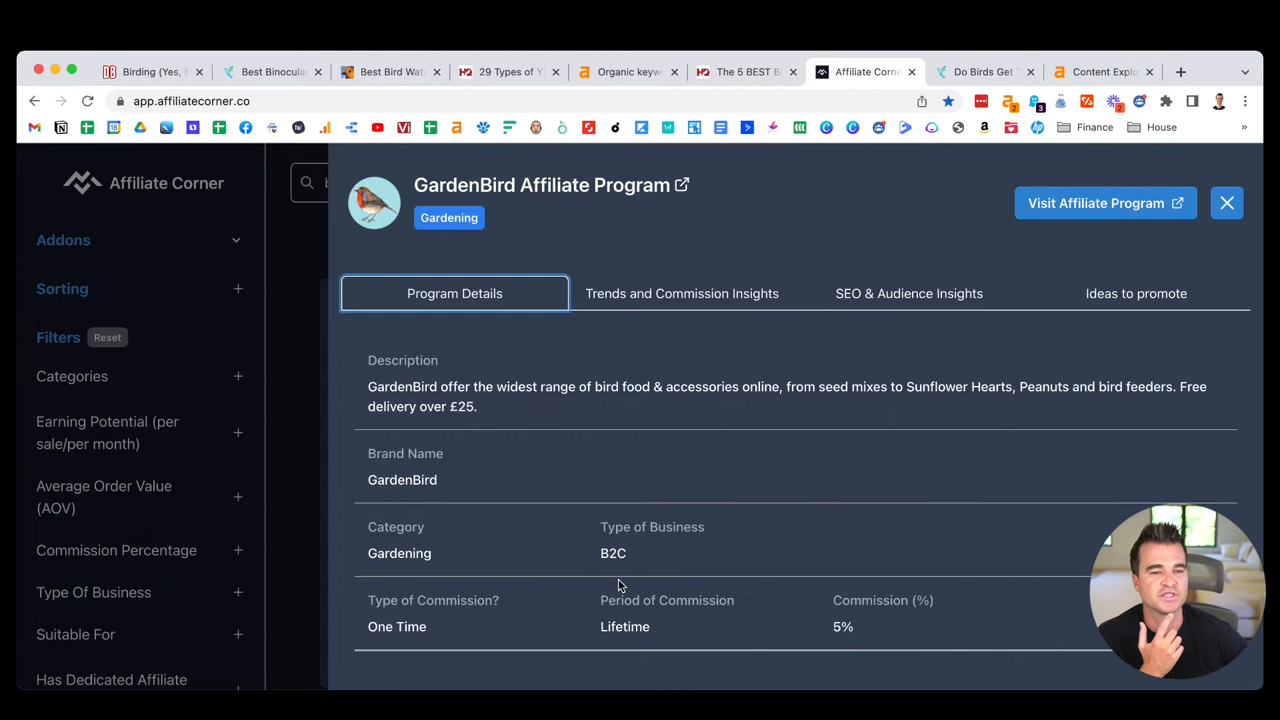 Birding (Yes, I
Best Binocula
Best Bird Wat
29 Types of Y
Organic keyw
The 5 BEST B
Affiliate Corn
Do Birds Get T
Content Explo
app.affiliatecorner.co
Finance
House
Affiliate Corner
Addons
Sorting
Filters Reset
Categories
Earning Potential (per
sale/per month)
Average Order Value
(AOV)
Commission Percentage
Type Of Business
Suitable For
Has Dedicated Affiliate
GardenBird Affiliate Program
Gardening
Visit Affiliate Program
Program Details
Trends and Commission Insights
SEO & Audience Insights
Ideas to promote
Description
GardenBird offer the widest range of bird food & accessories online, from seed mixes to Sunflower Hearts, Peanuts and bird feeders. Free
delivery over £25.
Brand Name
GardenBird
Category
Type of Business
Gardening
B2C
Type of Commission?
Period of Commission
Commission (%)
One Time
Lifetime
5%